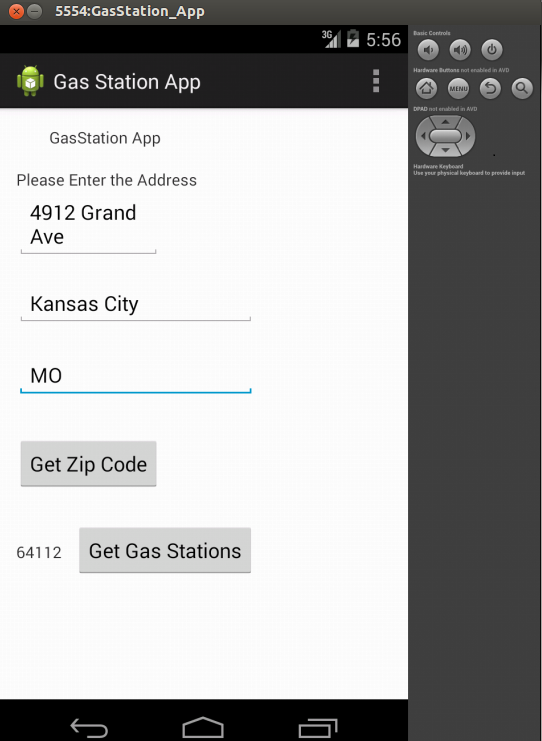 5554:GasStation_App
3G 5:56
Gas Station App
GasStation App
Please Enter the Address
4912 Grand
Ave
Kansas City
MO
Get Zip Code
64112 Get Gas Stations
Basic Controls
Hardware Buttons not enabled in AVD
MENU
DPAD not enabled in AVD
Hardware Keyboard
Use your physical keyboard to provide input